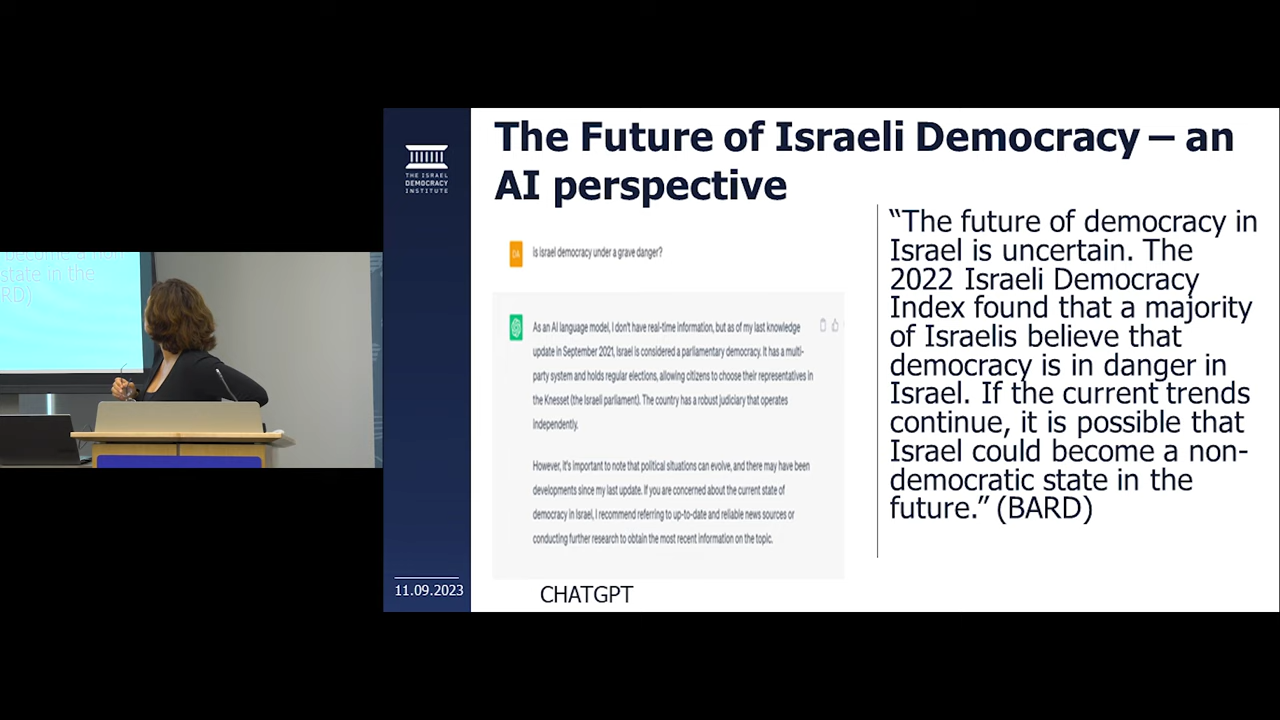 become a non-
state in the
RD)
THE ISRAEL
DEMOCRACY
INSTITUTE
11.09.2023
The Future of Israeli Democracy – an
AI perspective
DA
Is Israel democracy under a grave danger?
As an AI language model, I don't have real-time information, but as of my last knowledge
update in September 2021, Israel is considered a parliamentary democracy. It has a multi-
party system and holds regular elections, allowing citizens to choose their representatives in
the Knesset (the Israeli parliament). The country has a robust judiciary that operates
independently.
However, it's important to note that political situations can evolve, and there may have been
developments since my last update. If you are concerned about the current state of
democracy in Israel, I recommend referring to up-to-date and reliable news sources or
conducting further research to obtain the most recent information on the topic.
CHATGPT
“The future of democracy in
Israel is uncertain. The
2022 Israeli Democracy
Index found that a majority
of Israelis believe that
democracy is in danger in
Israel. If the current trends
continue, it is possible that
Israel could become a non-
democratic state in the
future.” (BARD)